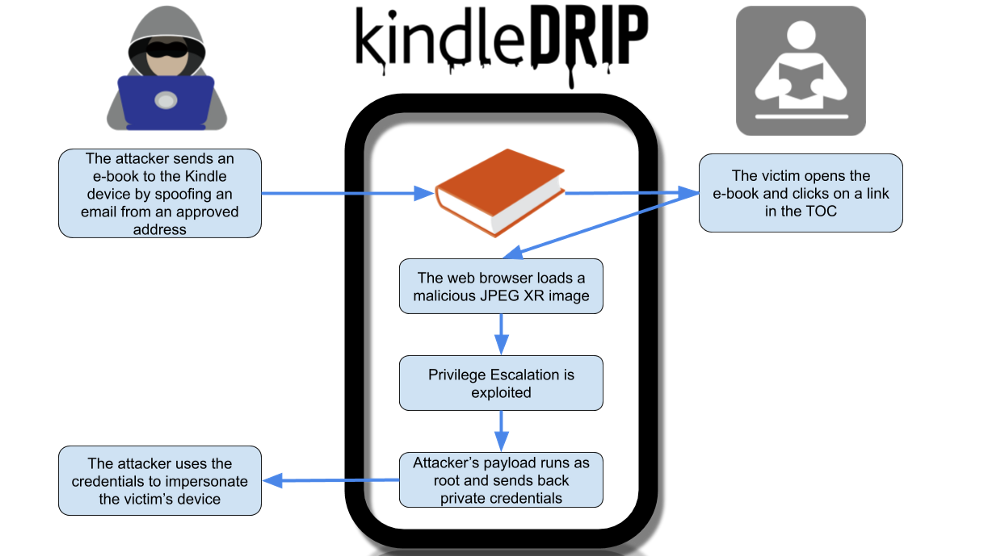 kindleDRIP
The attacker sends an
e-book to the Kindle
device by spoofing an
email from an approved
address
The victim opens the
e-book and clicks on a link
in the TOC
The web browser loads a
malicious JPEG XR image
Privilege Escalation is
exploited
Attacker’s payload runs as
root and sends back
private credentials
The attacker uses the
credentials to impersonate
the victim’s device